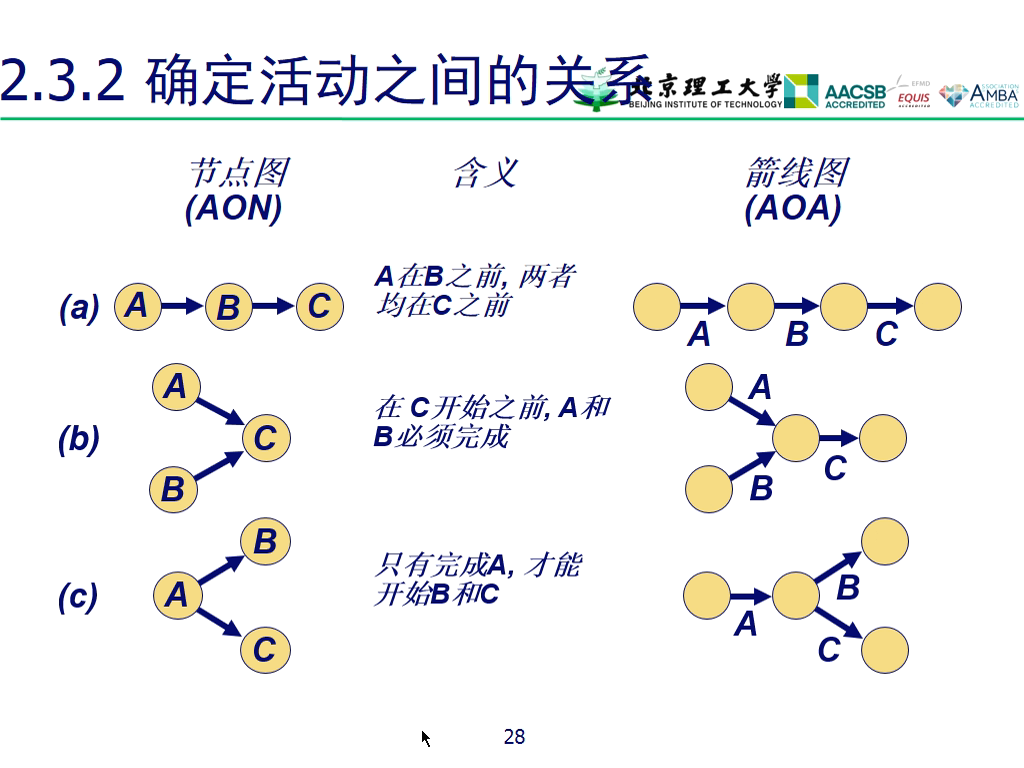 2.3.2 确定活动之间的关系
北京理工大学
BEIJING INSTITUTE OF TECHNOLOGY
AACSB
ACCREDITED
EFMD
EQUIS
ACCREDITED
ASSOCIATION
AMBA
ACCREDITED
节点图
(AON)
含义
箭线图
(AOA)
(a)
A
B
C
A在B之前, 两者
均在C之前
A
B
C
(b)
A
B
C
在 C开始之前, A和
B必须完成
A
B
C
(c)
A
B
C
只有完成A, 才能
开始B和C
A
B
C
28